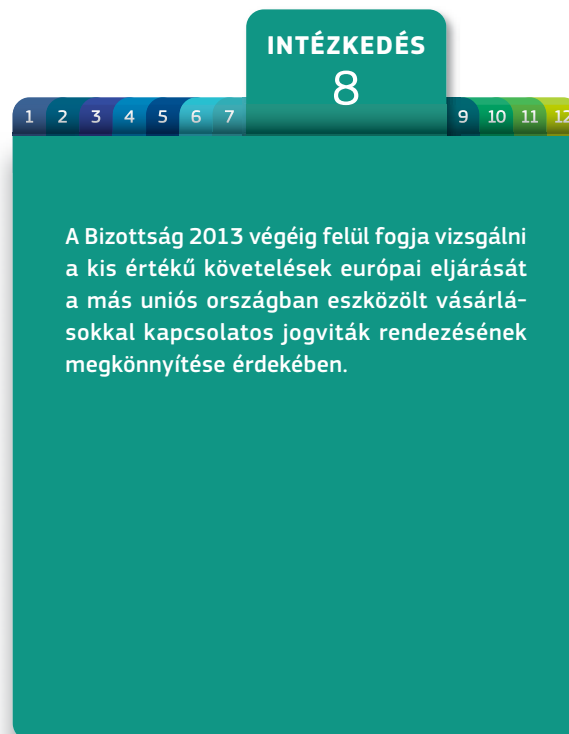 INTÉZKEDÉS
8
1 2 3 4 5 6 7 9 10 11 12
A Bizottság 2013 végéig felül fogja vizsgálni
a kis értékű követelések európai eljárását
a más uniós országban eszközölt vásárlá-
sokkal kapcsolatos jogviták rendezésének
megkönnyítése érdekében.